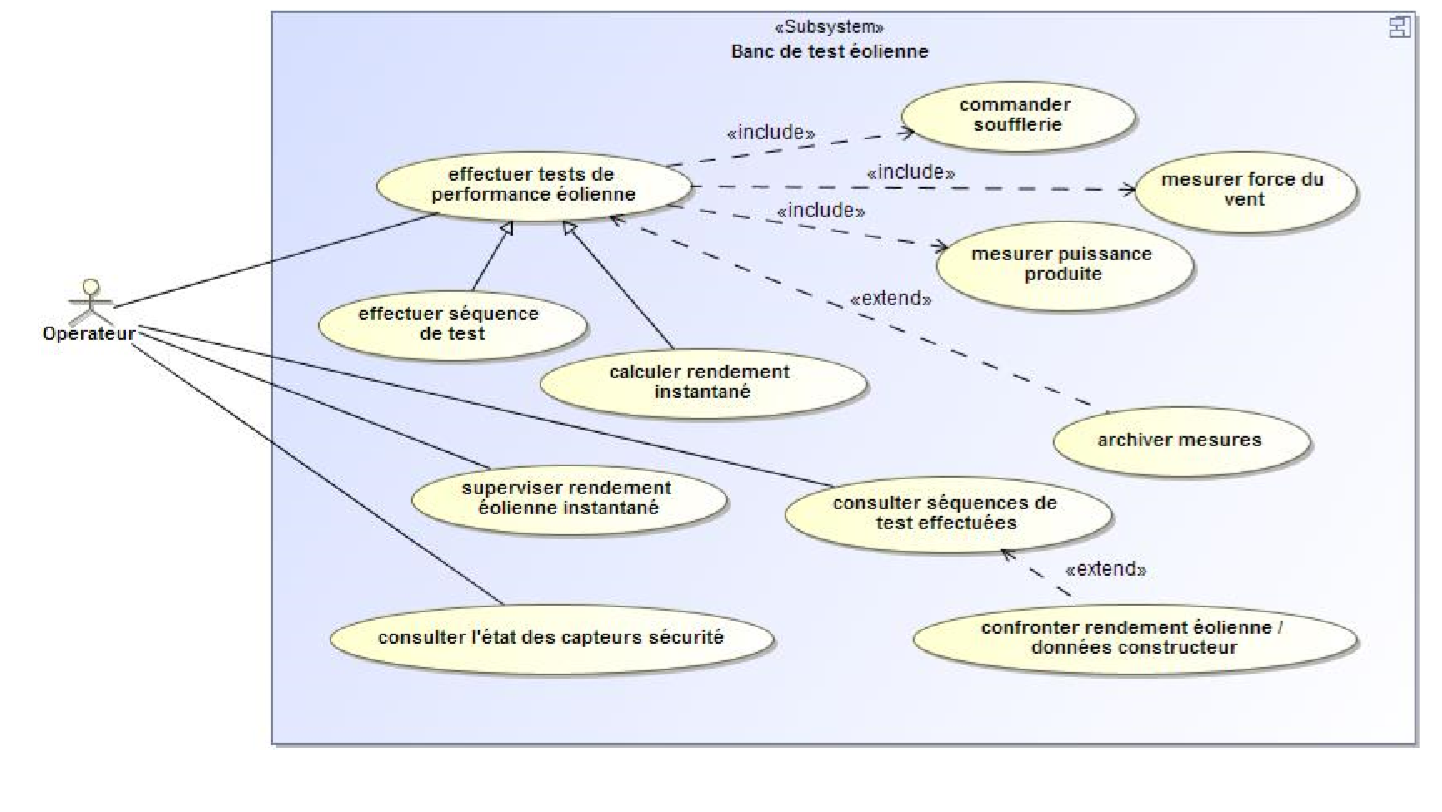 «Subsystem»
Banc de test éolienne
commander
soufflerie
«include»
effectuer tests de
performance éolienne
«include»
mesurer force du
vent
«include»
mesurer puissance
produite
«extend»
Opérateur
effectuer séquence
de test
calculer rendement
instantané
archiver mesures
superviser rendement
éolienne instantané
consulter séquences de
test effectuées
«extend»
consulter l'état des capteurs sécurité
confronter rendement éolienne /
données constructeur